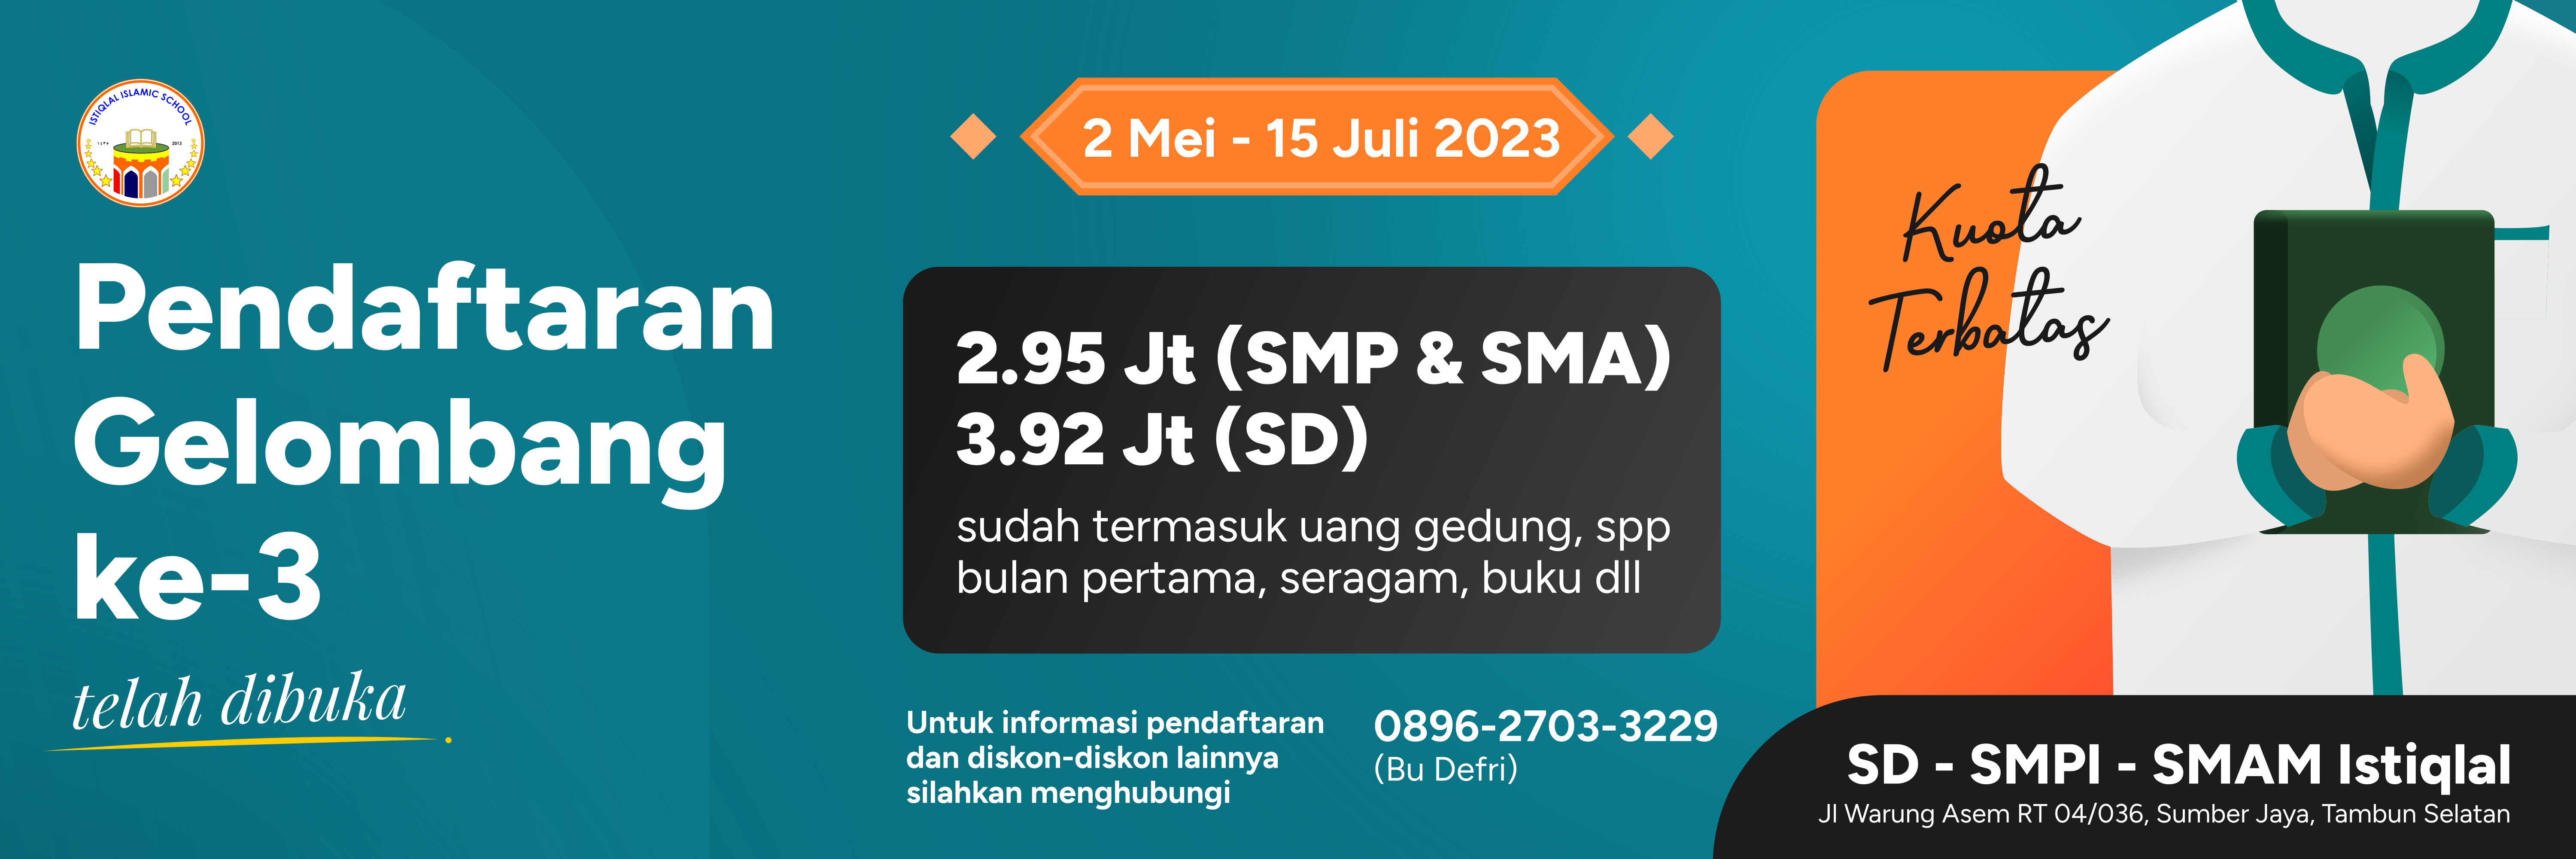 ISTIQLAL ISLAMIC SCHOOL
١٤٣٤ 2013
Pendaftaran
Gelombang
ke-3
telah dibuka
2 Mei - 15 Juli 2023
2.95 Jt (SMP & SMA)
3.92 Jt (SD)
sudah termasuk uang gedung, spp
bulan pertama, seragam, buku dll
Untuk informasi pendaftaran
dan diskon-diskon lainnya
silahkan menghubungi
0896-2703-3229
(Bu Defri)
Kuota
Terbatas
SD - SMPI - SMAM Istiqlal
Jl Warung Asem RT 04/036, Sumber Jaya, Tambun Selatan